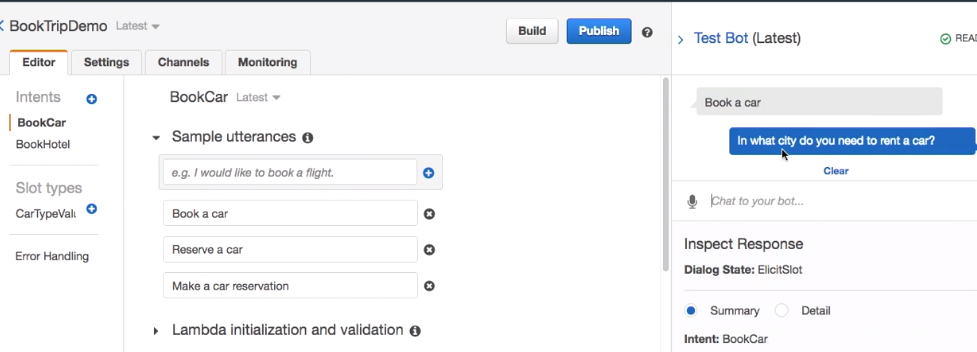 BookTripDemo Latest
Build Publish
Editor Settings Channels Monitoring
Intents
BookCar
BookHotel
Slot types
CarTypeValu
Error Handling
BookCar Latest
Sample utterances
e.g. I would like to book a flight.
Book a car
Reserve a car
Make a car reservation
Lambda initialization and validation
Test Bot (Latest)
READ
Book a car
In what city do you need to rent a car?
Clear
Chat to your bot...
Inspect Response
Dialog State: ElicitSlot
Summary Detail
Intent: BookCar